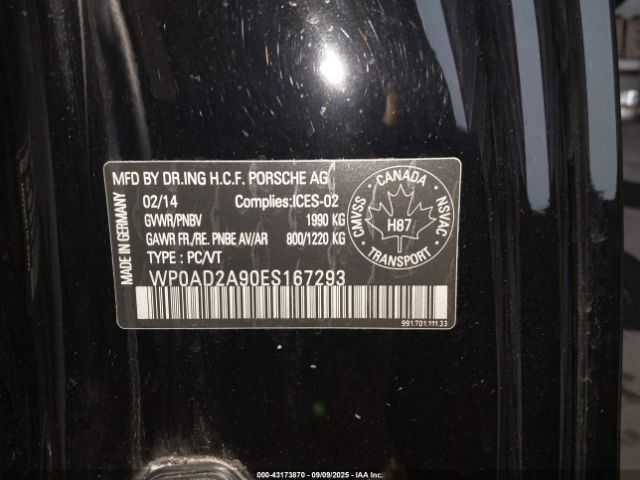 MFD BY DR.ING H.C.F. PORSCHE AG
02/14 Complies:ICES-02
GVWR/PNBV 1990 KG
GAWR FR./RE. PNBE AV/AR 800/1220 KG
TYPE : PC/VT
WP0AD2A90ES167293
MADE IN GERMANY
CANADA
CMVSS
NSVAC
H87
TRANSPORT
991.701.111.33
000-43173870 - 09/09/2025 - IAA Inc.